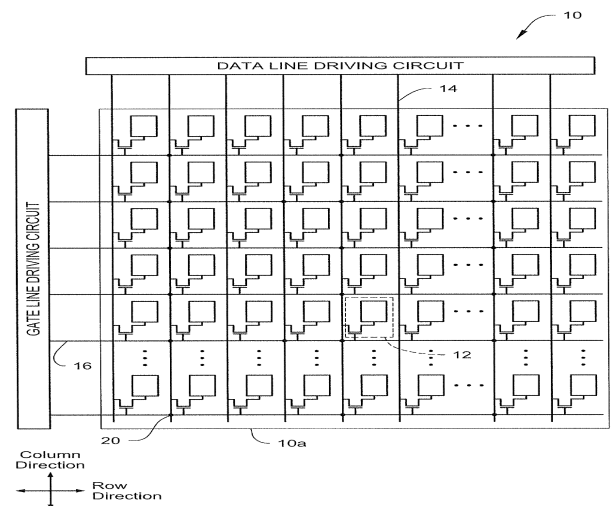 10
DATA LINE DRIVING CIRCUIT
14
GATE LINE DRIVING CIRCUIT
16
12
20
10a
Column
Direction
Row
Direction